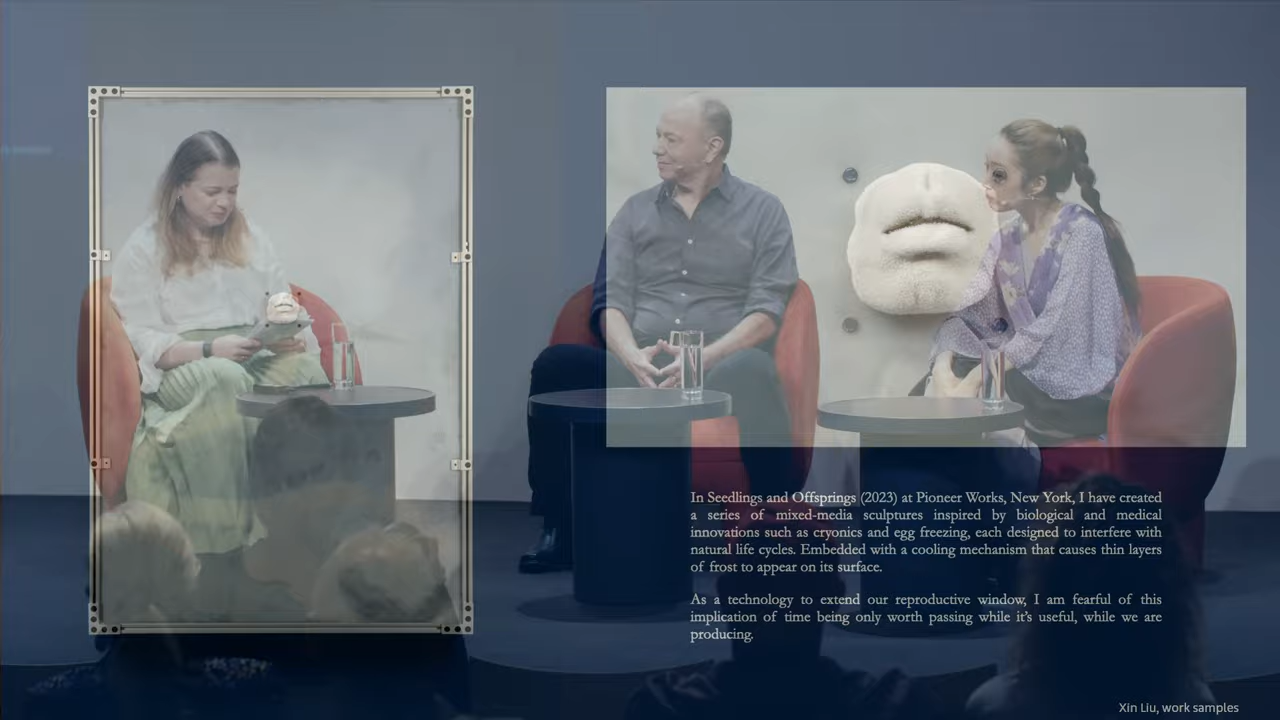 In Seedlings and Offsprings (2023) at Pioneer Works, New York, I have created
a series of mixed-media sculptures inspired by biological and medical
innovations such as cryonics and egg freezing, each designed to interfere with
natural life cycles. Embedded with a cooling mechanism that causes thin layers
of frost to appear on its surface.
As a technology to extend our reproductive window, I am fearful of this
implication of time being only worth passing while it's useful, while we are
producing.
Xin Liu, work samples